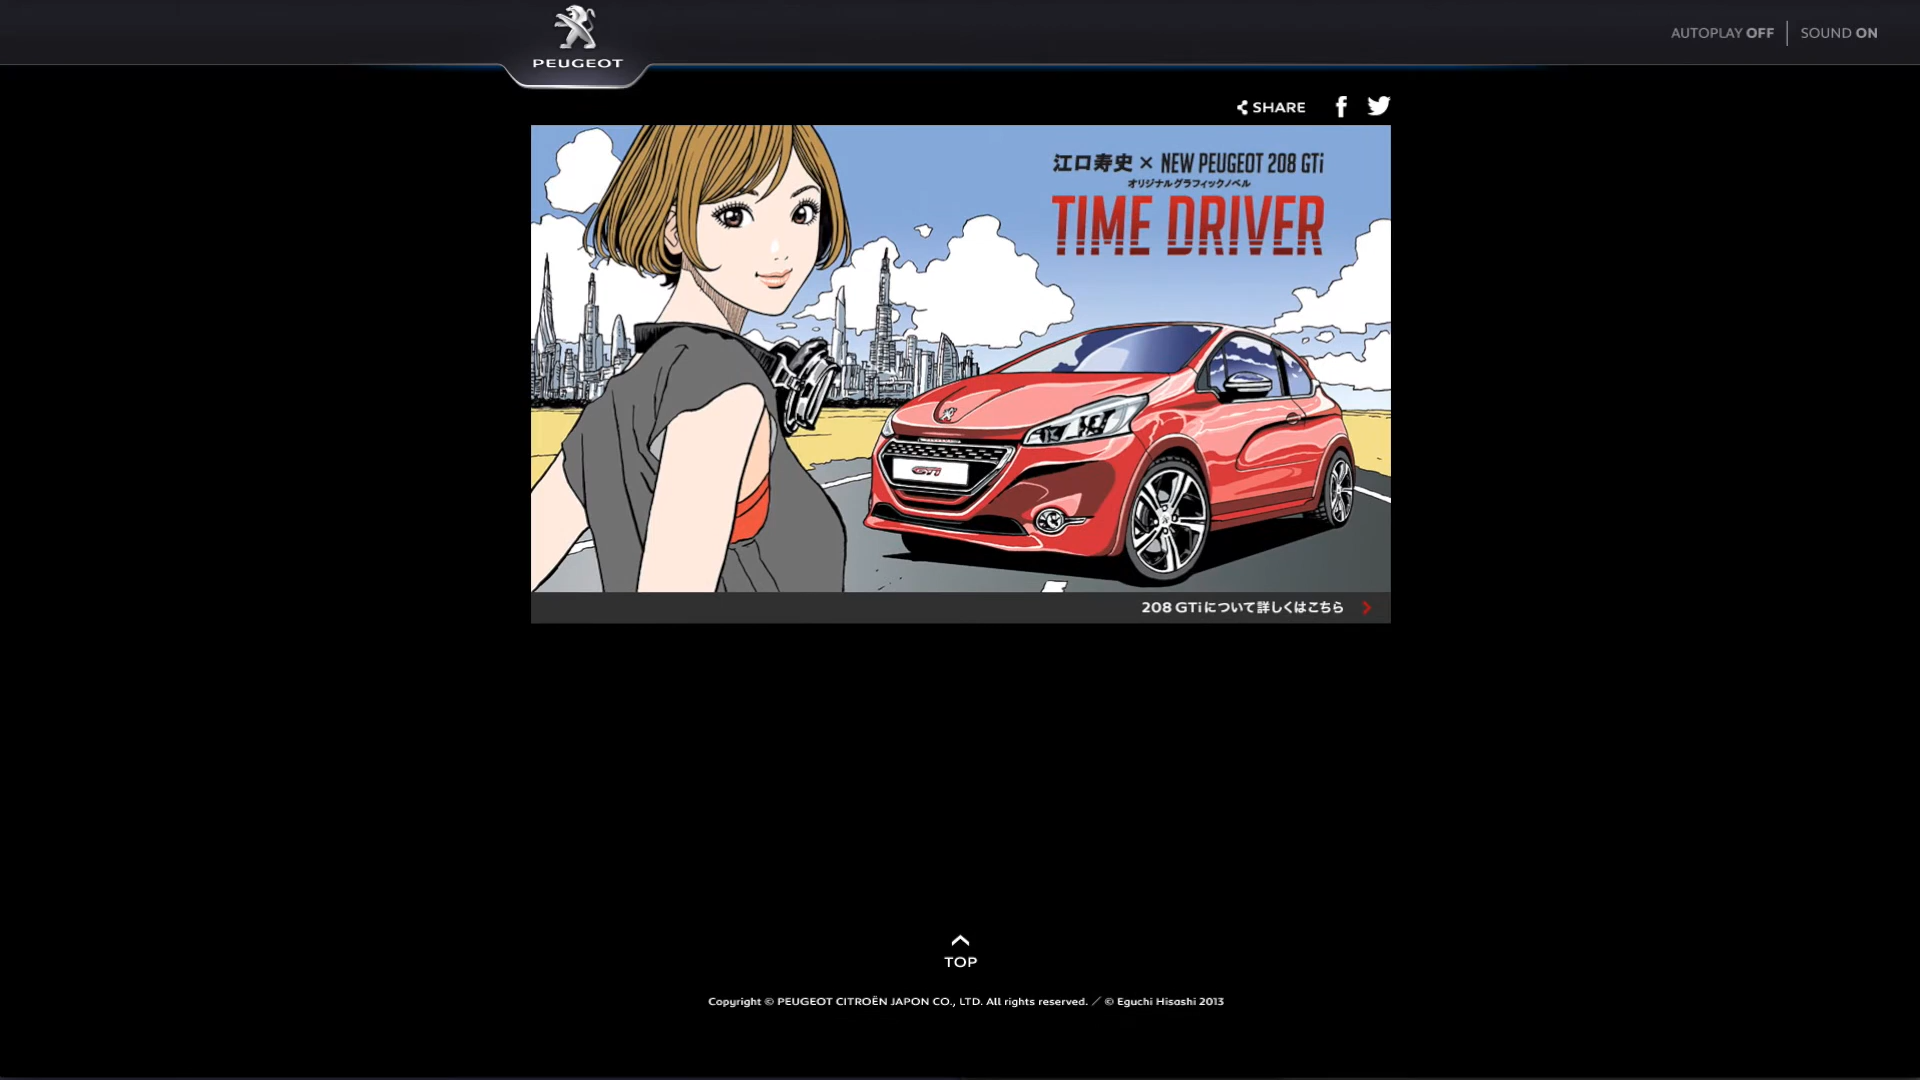 PEUGEOT
AUTOPLAY OFF
SOUND ON
SHARE
江口寿史 × NEW PEUGEOT 208 GTi
オリジナルグラフィックノベル
TIME DRIVER
GTi
208 GTiについて詳しくはこちら
TOP
Copyright © PEUGEOT CITROËN JAPON CO., LTD. All rights reserved. ／ © Eguchi Hisashi 2013